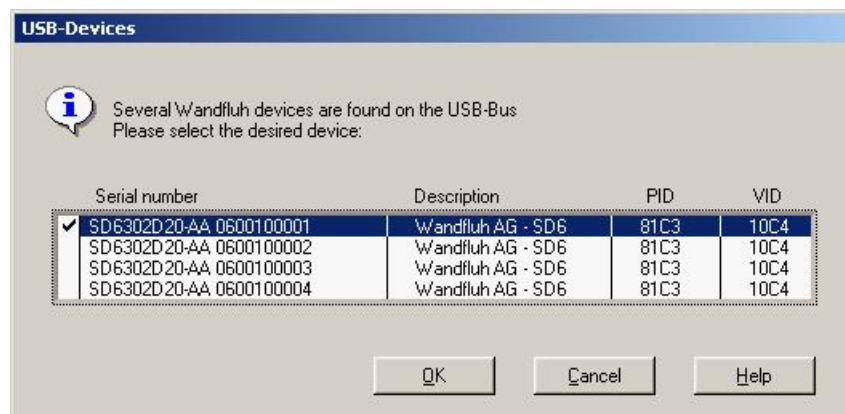 USB-Devices
Several Wandfluh devices are found on the USB-Bus
Please select the desired device:
Serial number Description PID VID
SD6302D20-AA 0600100001 Wandfluh AG - SD6 81C3 10C4
SD6302D20-AA 0600100002 Wandfluh AG - SD6 81C3 10C4
SD6302D20-AA 0600100003 Wandfluh AG - SD6 81C3 10C4
SD6302D20-AA 0600100004 Wandfluh AG - SD6 81C3 10C4
OK Cancel Help